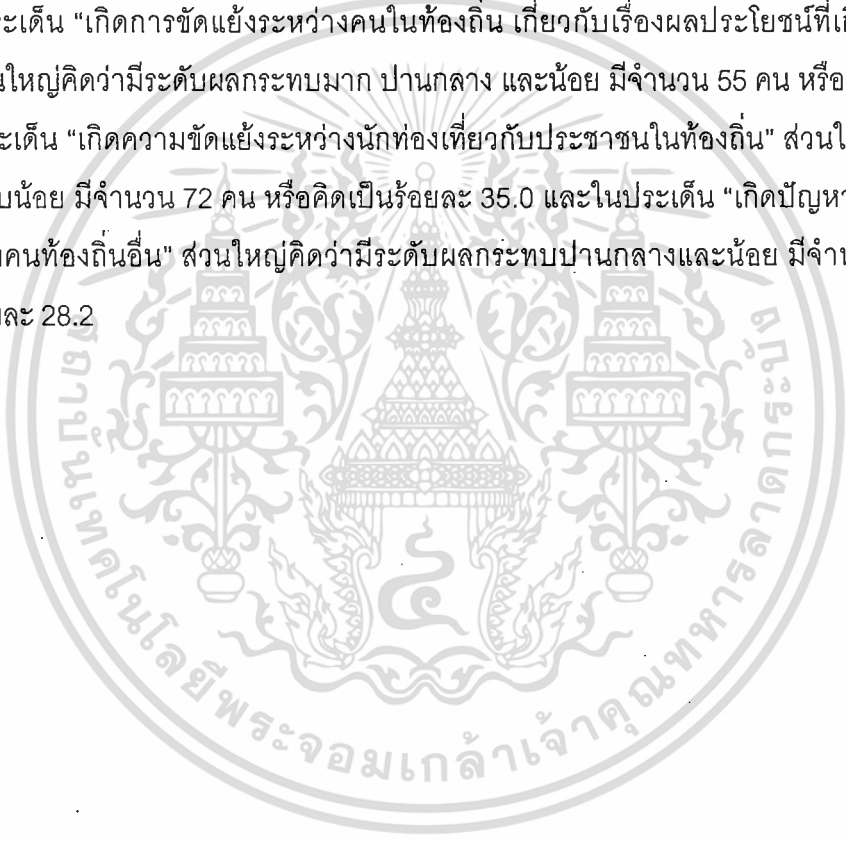 ระเด็น “เกิดการขัดแย้งระหว่างคนในท้องถิ่น เกี่ยวกับเรื่องผลประโยชน์ที่เกิ
นใหญ่คิดว่ามีระดับผลกระทบมาก ปานกลาง และน้อย มีจำนวน 55 คน หรือ
ะเด็น “เกิดความขัดแย้งระหว่างนักท่องเที่ยวกับประชาชนในท้องถิ่น” ส่วนใ
บน้อย มีจำนวน 72 คน หรือคิดเป็นร้อยละ 35.0 และในประเด็น “เกิดปัญหา
คนท้องถิ่นอื่น” ส่วนใหญ่คิดว่ามีระดับผลกระทบปานกลางและน้อย มีจำน
ละ 28.2
สถาบันเทคโนโลยีพระจอมเกล้าเจ้าคุณทหารลาดกระบัง